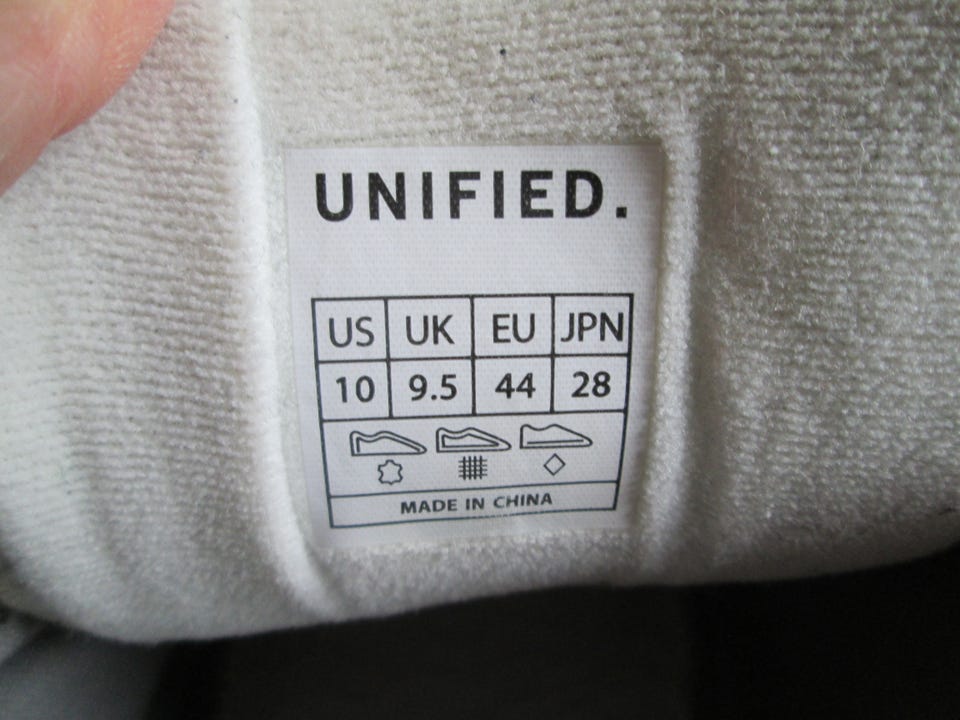 UNIFIED.
US UK EU JPN
10 9.5 44 28
MADE IN CHINA